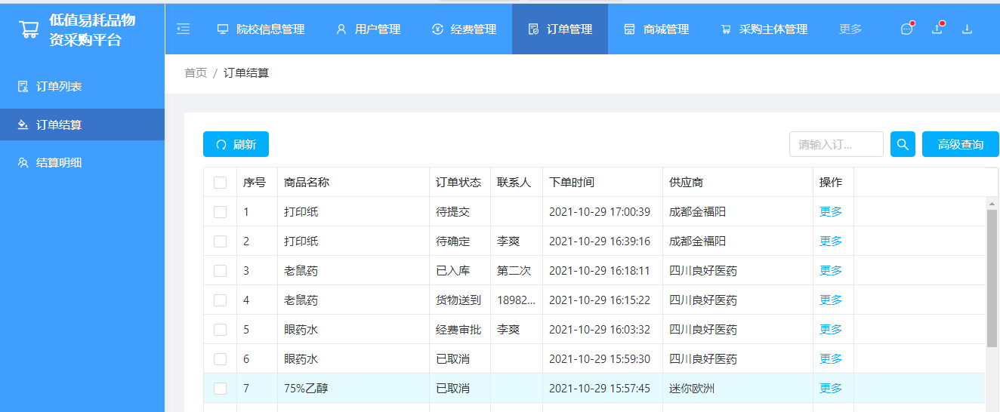 低值易耗品物
资采购平台
院校信息管理 用户管理 经费管理 订单管理 商城管理 采购主体管理 更多
首页 / 订单结算
订单列表
订单结算
结算明细
刷新 请输入订... 高级查询
序号 商品名称 订单状态 联系人 下单时间 供应商 操作
1 打印纸 待提交 2021-10-29 17:00:39 成都金福阳 更多
2 打印纸 待确定 李爽 2021-10-29 16:39:16 成都金福阳 更多
3 老鼠药 已入库 第二次 2021-10-29 16:18:11 四川良好医药 更多
4 老鼠药 货物送到 18982... 2021-10-29 16:15:22 四川良好医药 更多
5 眼药水 经费审批 李爽 2021-10-29 16:03:32 四川良好医药 更多
6 眼药水 已取消 2021-10-29 15:59:30 四川良好医药 更多
7 75%乙醇 已取消 2021-10-29 15:57:45 迷你欧洲 更多